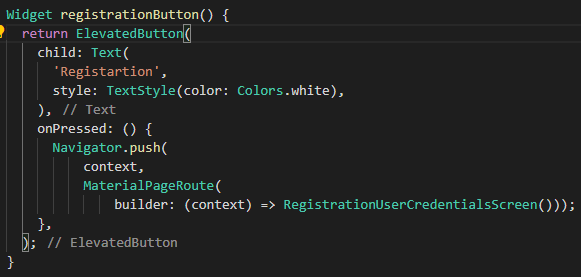 Widget registrationButton() {
  return ElevatedButton(
    child: Text(
      'Registartion',
      style: TextStyle(color: Colors.white),
    ), // Text
    onPressed: () {
      Navigator.push(
          context,
          MaterialPageRoute(
              builder: (context) => RegistrationUserCredentialsScreen()));
    },
  ); // ElevatedButton
}